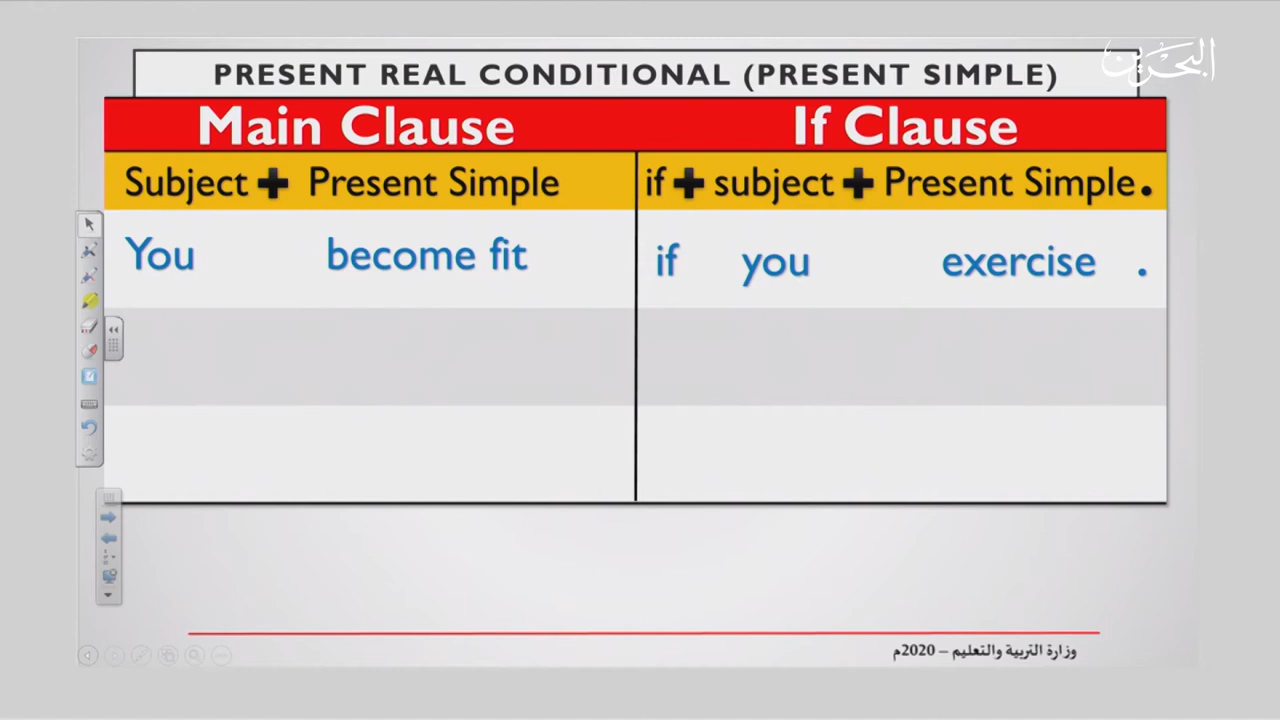 البحرين
PRESENT REAL CONDITIONAL (PRESENT SIMPLE)
Main Clause If Clause
Subject + Present Simple if + subject + Present Simple.
You become fit if you exercise .
وزارة التربية والتعليم – 2020م